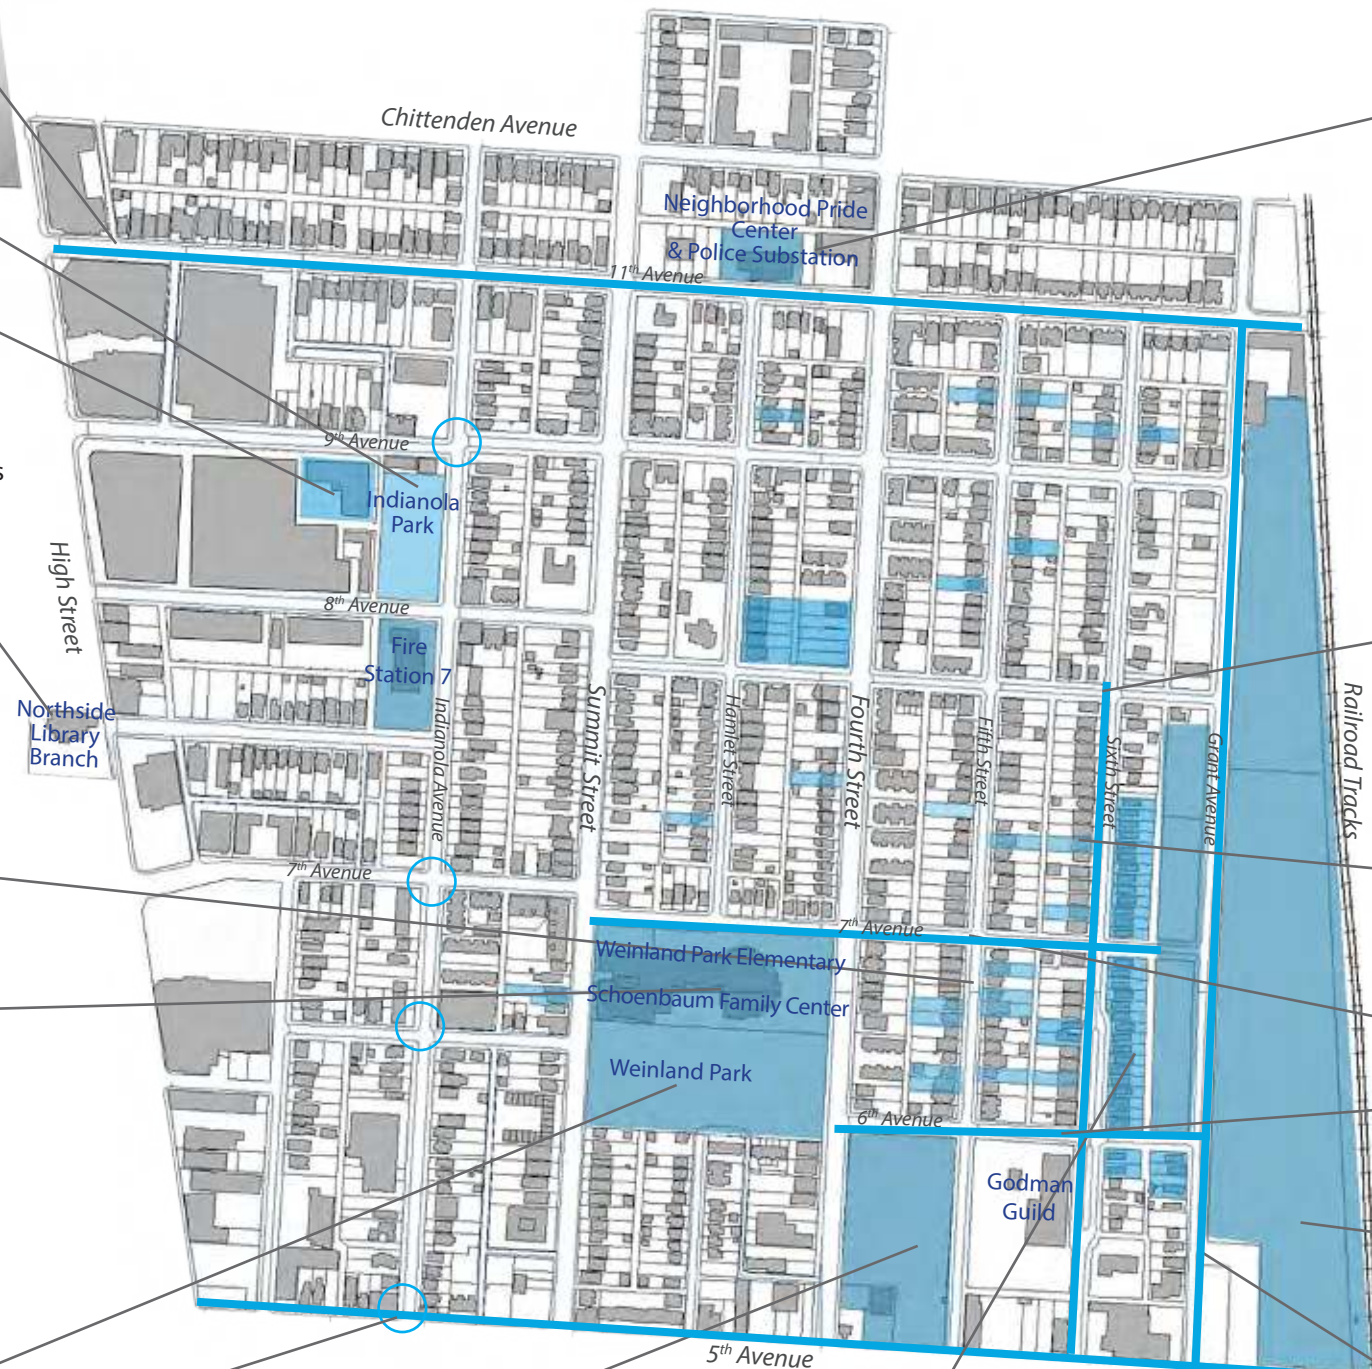 Chittenden Avenue
Neighborhood Pride
Center
& Police Substation
11th Avenue
9th Avenue
s
Indianola
Park
High Street
8th Avenue
Fire
Station 7
Northside
Library
Branch
Indianola Avenue
Summit Street
Hamlet Street
Fourth Street
Fifth Street
Sixth Street
Grant Avenue
Railroad Tracks
7th Avenue
7th Avenue
Weinland Park Elementary
Schoenbaum Family Center
Weinland Park
6th Avenue
Godman
Guild
5th Avenue